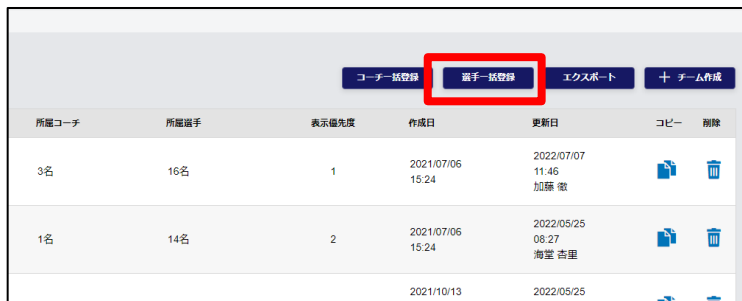 コーチ一括登録 選手一括登録 エクスポート ＋ チーム作成
所属コーチ 所属選手 表示優先度 作成日 更新日 コピー 削除
3名 16名 1 2021/07/06 15:24 2022/07/07 11:46 加藤 徹
1名 14名 2 2021/07/06 15:24 2022/05/25 08:27 海堂 杏里
2021/10/13 2022/05/25